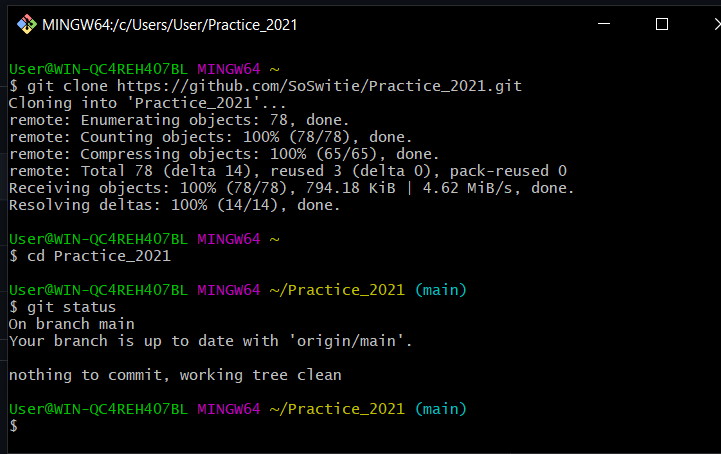 MINGW64:/c/Users/User/Practice_2021
User@WIN-QC4REH4O7BL MINGW64 ~
$ git clone https://github.com/SoSwitie/Practice_2021.git
Cloning into 'Practice_2021'...
remote: Enumerating objects: 78, done.
remote: Counting objects: 100% (78/78), done.
remote: Compressing objects: 100% (65/65), done.
remote: Total 78 (delta 14), reused 3 (delta 0), pack-reused 0
Receiving objects: 100% (78/78), 794.18 KiB | 4.62 MiB/s, done.
Resolving deltas: 100% (14/14), done.
User@WIN-QC4REH4O7BL MINGW64 ~
$ cd Practice_2021
User@WIN-QC4REH4O7BL MINGW64 ~/Practice_2021 (main)
$ git status
On branch main
Your branch is up to date with 'origin/main'.
nothing to commit, working tree clean
User@WIN-QC4REH4O7BL MINGW64 ~/Practice_2021 (main)
$